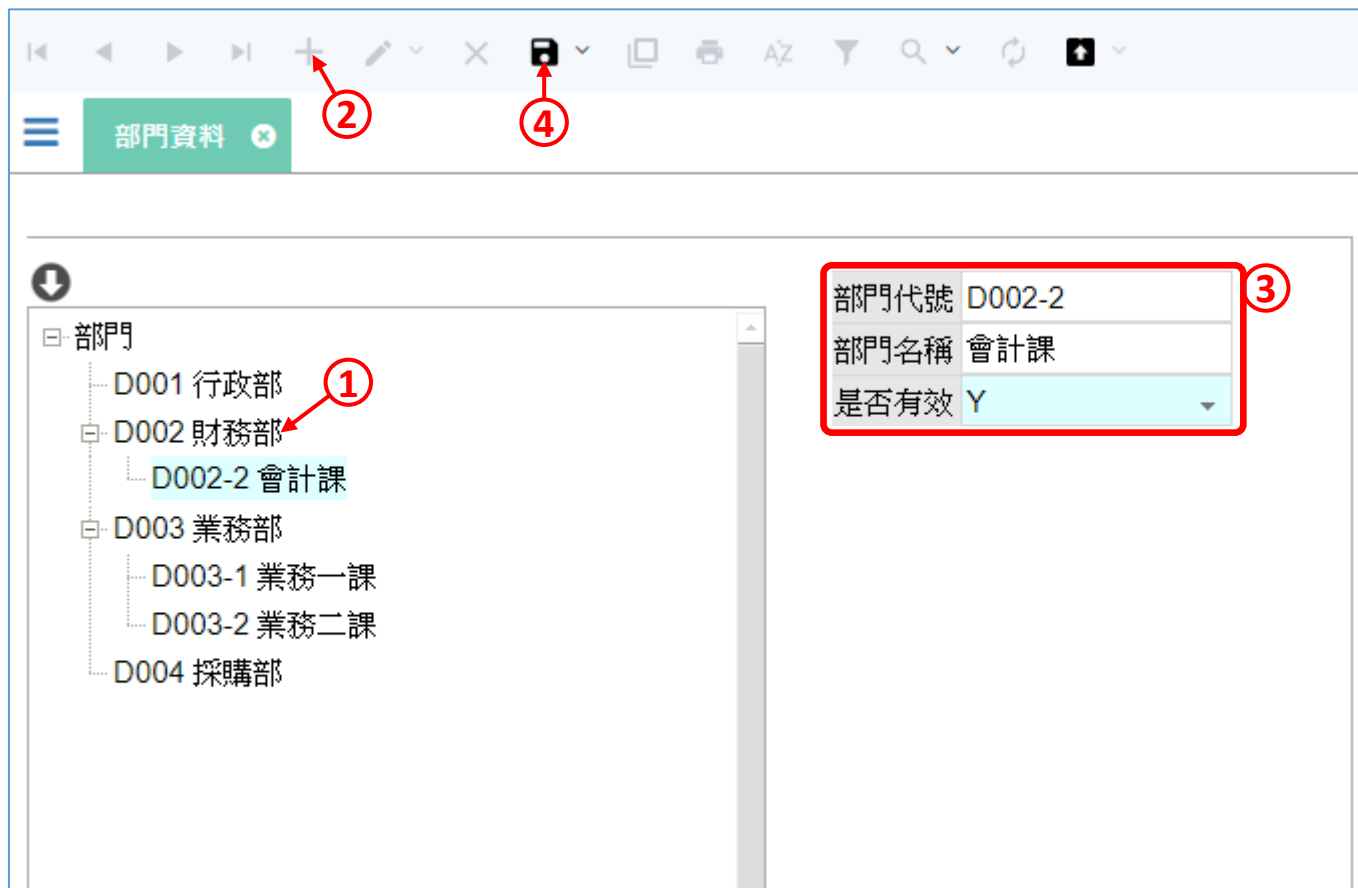 AZ
② ④
部門資料
部門
D001 行政部 ①
D002 財務部
D002-2 會計課
D003 業務部
D003-1 業務一課
D003-2 業務二課
D004 採購部
部門代號 D002-2 ③
部門名稱 會計課
是否有效 Y